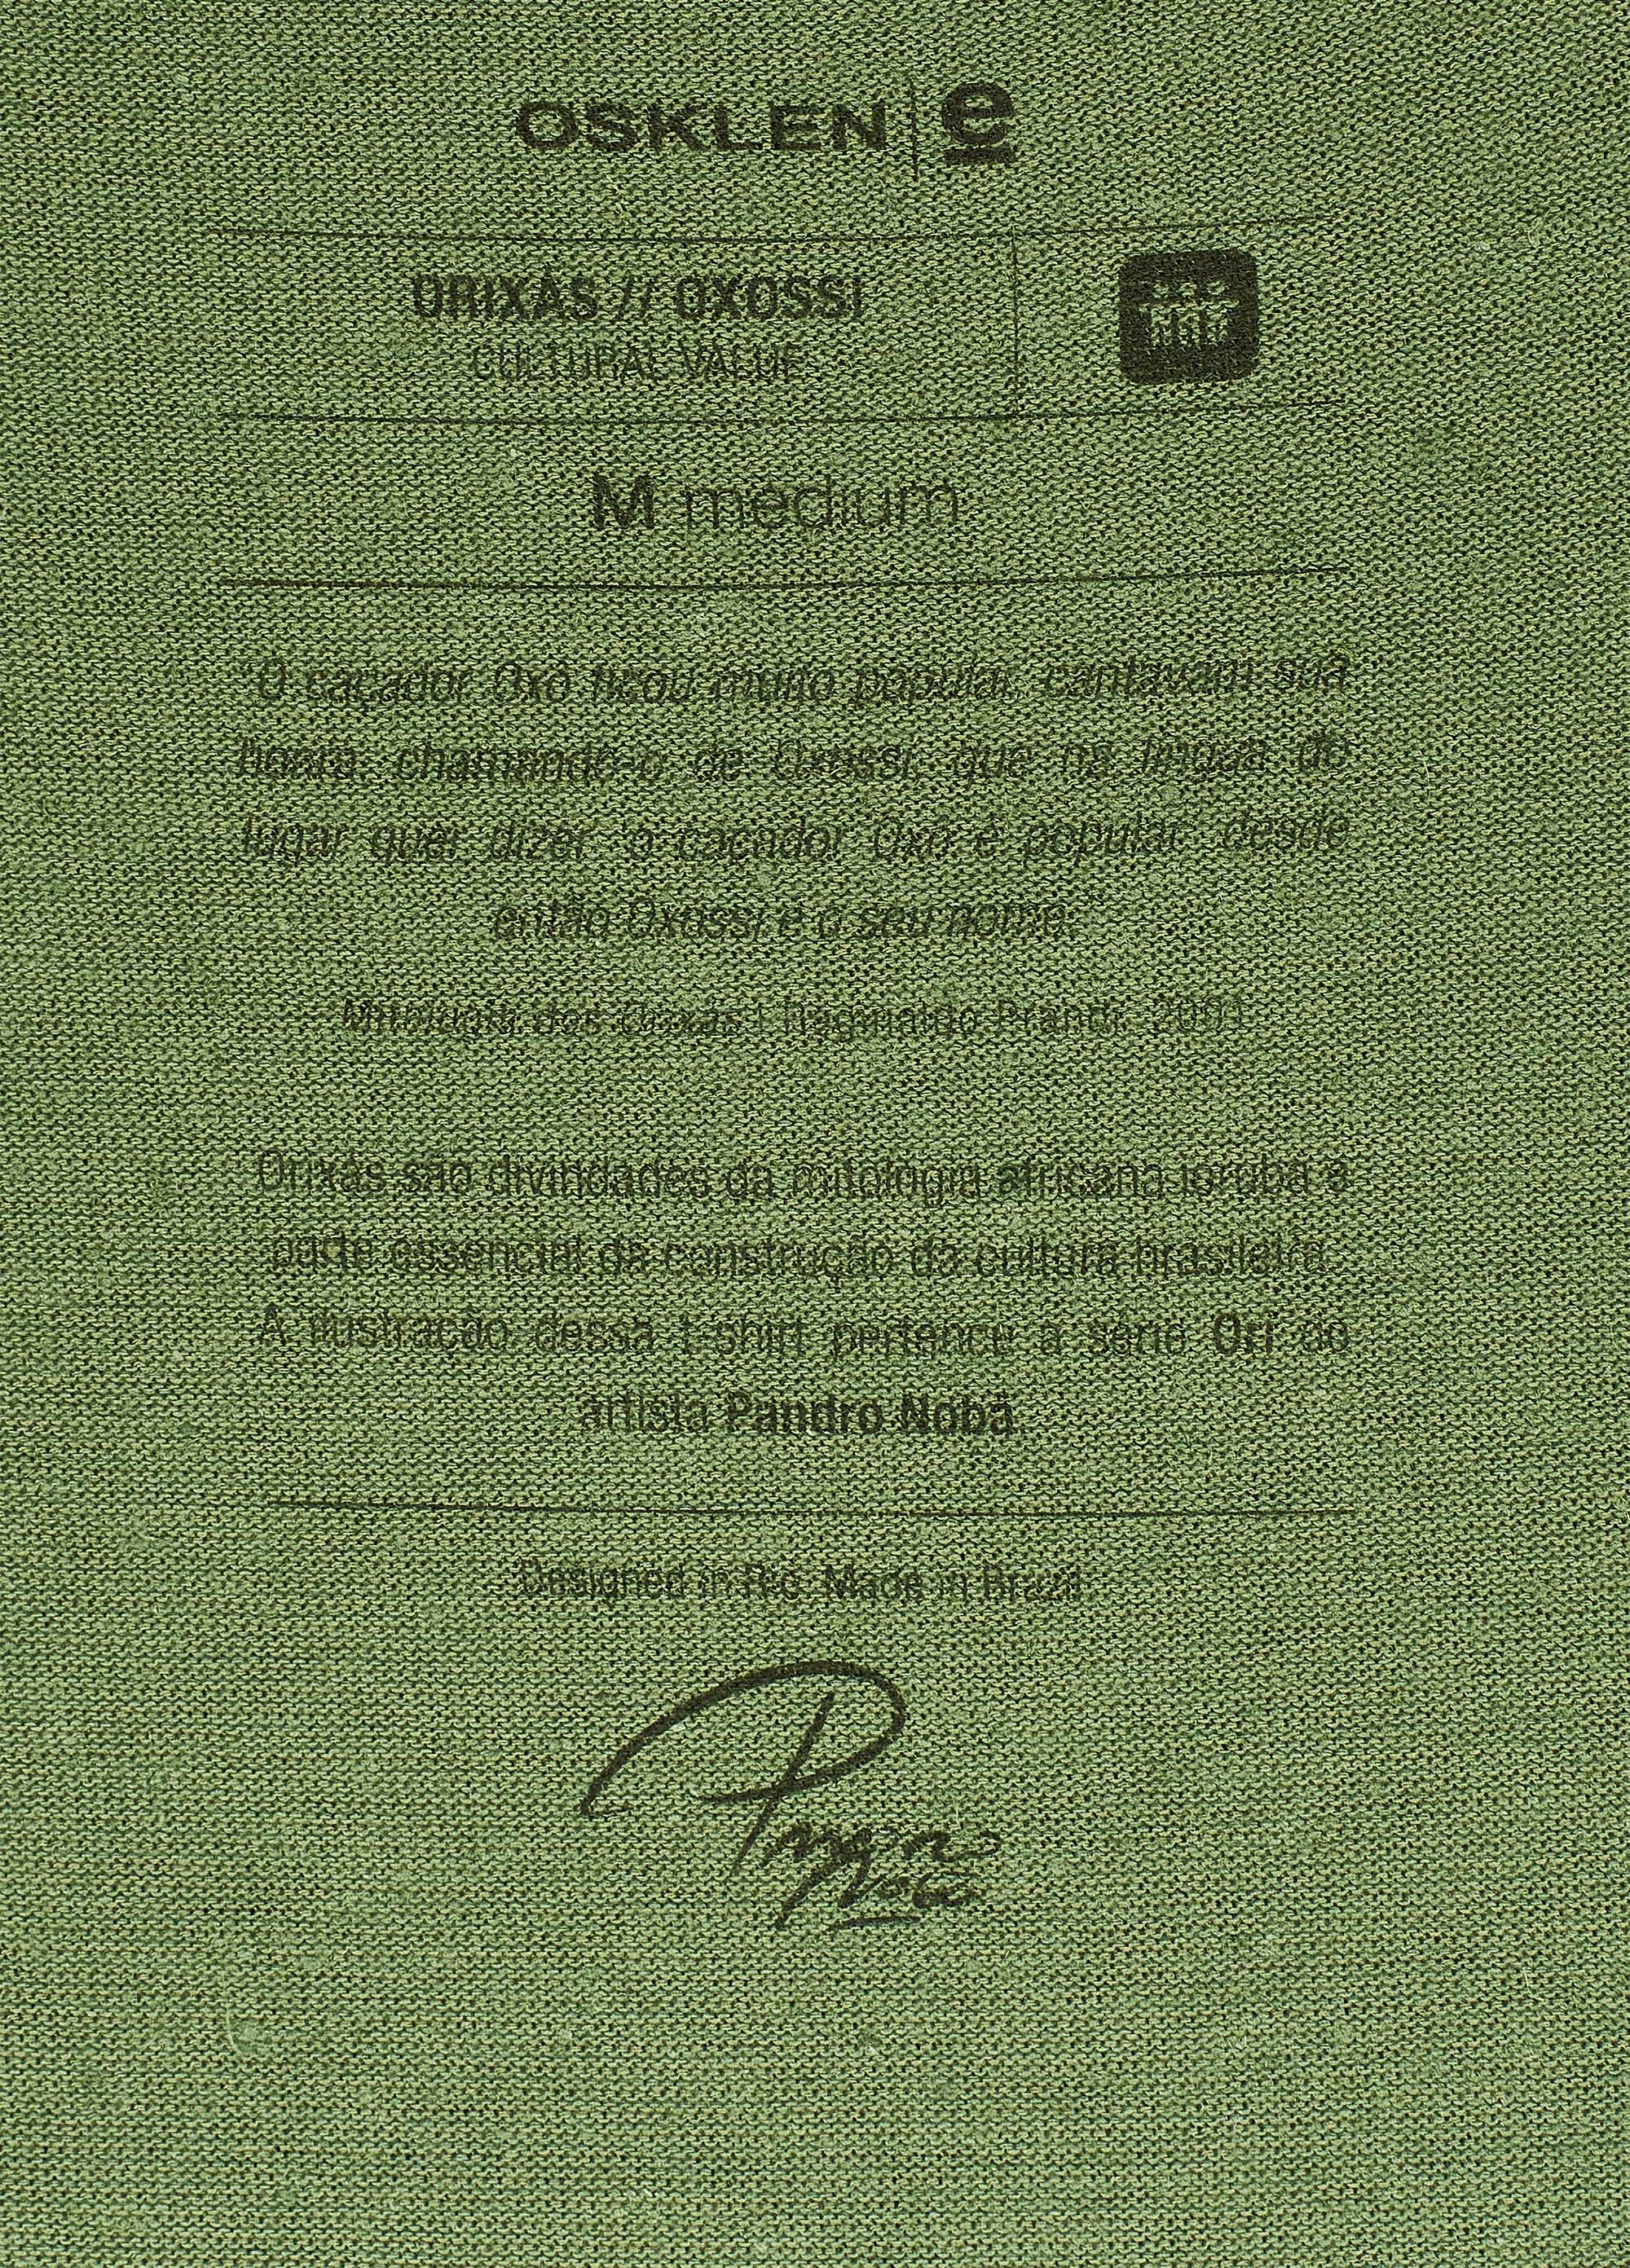 OSKLEN | e
ORIXÁS // OXOSSI
CULTURAL VALUE
M medium
"O caçador Oxô ficou muito popular, cantavam sua
honra, chamando-o de Oxossi, que na língua do
lugar quer dizer 'o caçador Oxô é popular', desde
então Oxossi é o seu nome."
Mitologia dos Orixás | Reginaldo Prandi, 2001
Orixás são divindades da mitologia africana iorubá e
parte essencial da construção da cultura brasileira.
A ilustração dessa t-shirt pertence a série Ori do
artista Pandro Nobã.
Designed in Rio. Made in Brazil.
Pandro
Nobã